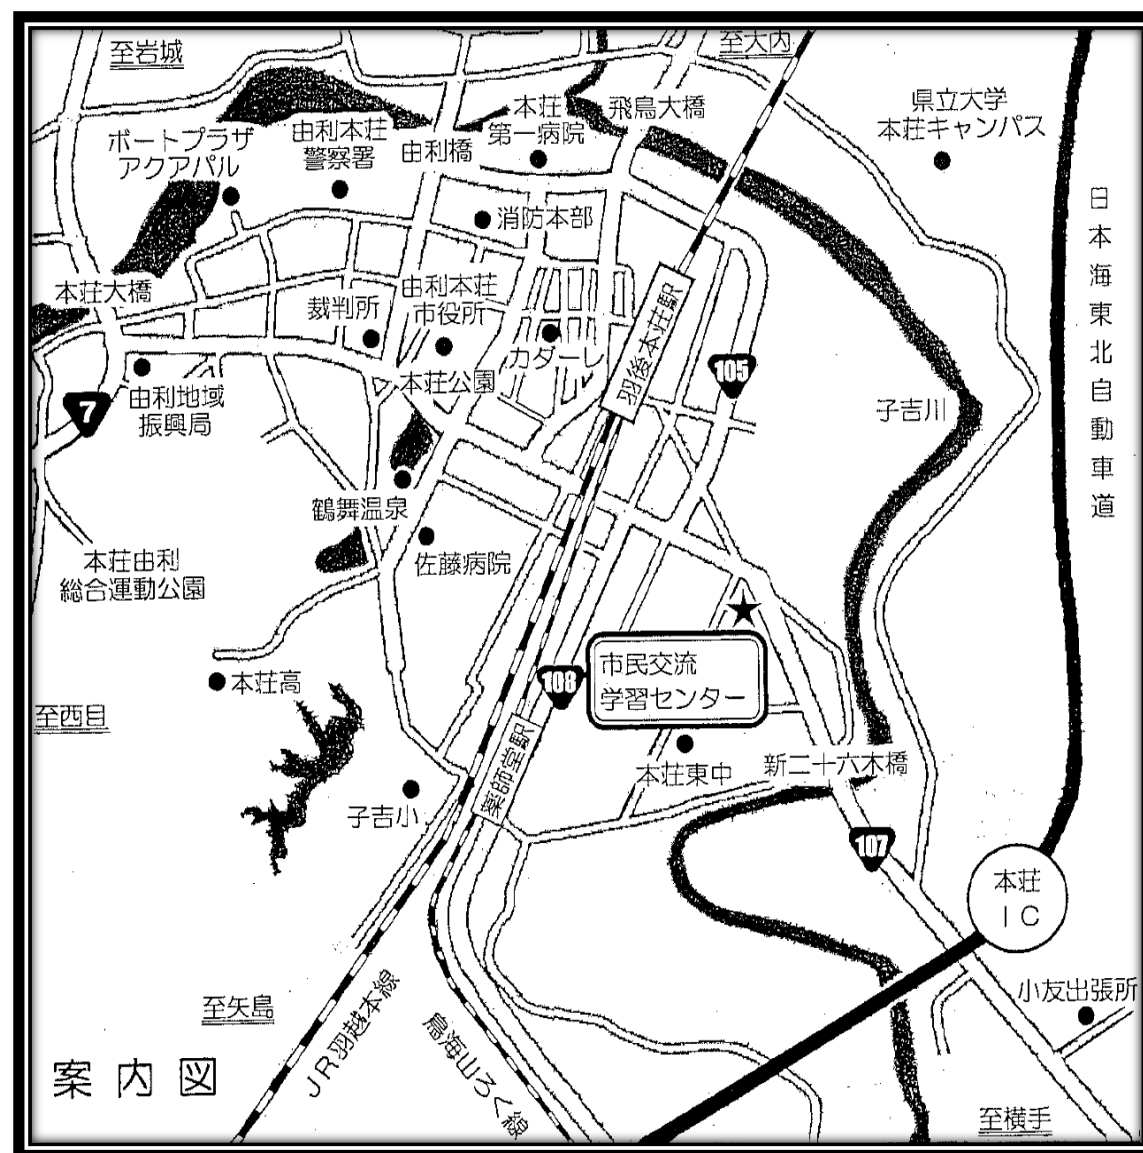 至岩城
至大内
ボートプラザ
アクアパル
由利本荘
警察署
由利橋
本荘
第一病院
飛鳥大橋
県立大学
本荘キャンパス
消防本部
日本海東北自動車道
本荘大橋
裁判所
由利本荘
市役所
カダーレ
羽後本荘駅
105
本荘公園
子吉川
7
由利地域
振興局
鶴舞温泉
佐藤病院
本荘由利
総合運動公園
本荘高
至西目
市民交流
学習センター
108
薬師堂駅
本荘東中
新二十六木橋
子吉小
107
本荘
IC
小友出張所
至矢島
JR羽越本線
鳥海山ろく線
案内図
至横手